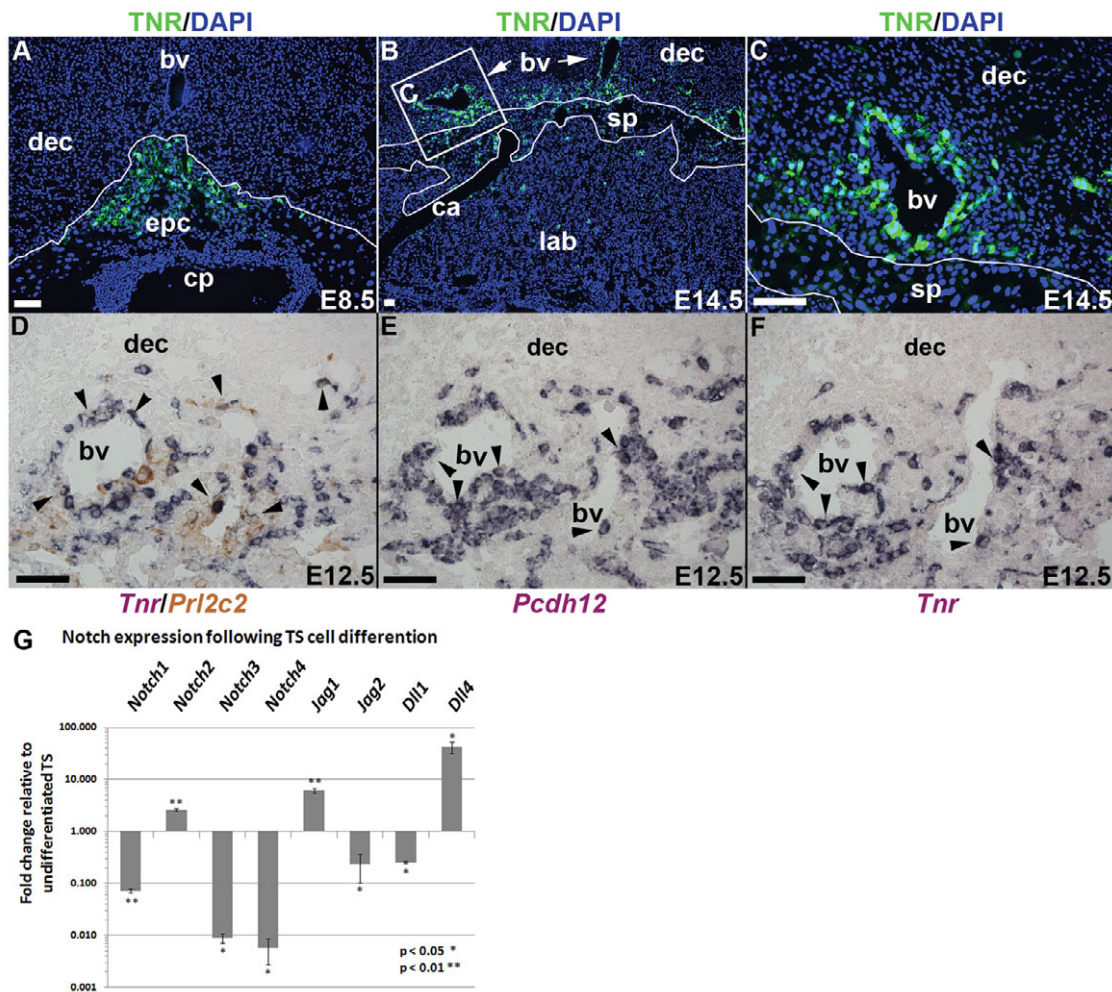 TNR/DAPI
TNR/DAPI
TNR/DAPI
A
bv
dec
epc
cp
E8.5
B
bv
dec
C
sp
ca
lab
E14.5
C
dec
bv
sp
E14.5
D
dec
bv
E12.5
E
dec
bv
bv
E12.5
F
dec
bv
bv
E12.5
Tnr/Prl2c2
Pcdh12
Tnr
G Notch expression following TS cell differention
Notch1
Notch2
Notch3
Notch4
Jag1
Jag2
Dll1
Dll4
Fold change relative to
undifferentiated TS
100.000
10.000
1.000
0.100
0.010
0.001
**
**
*
*
**
*
*
*
*
p < 0.05 *
p < 0.01 **